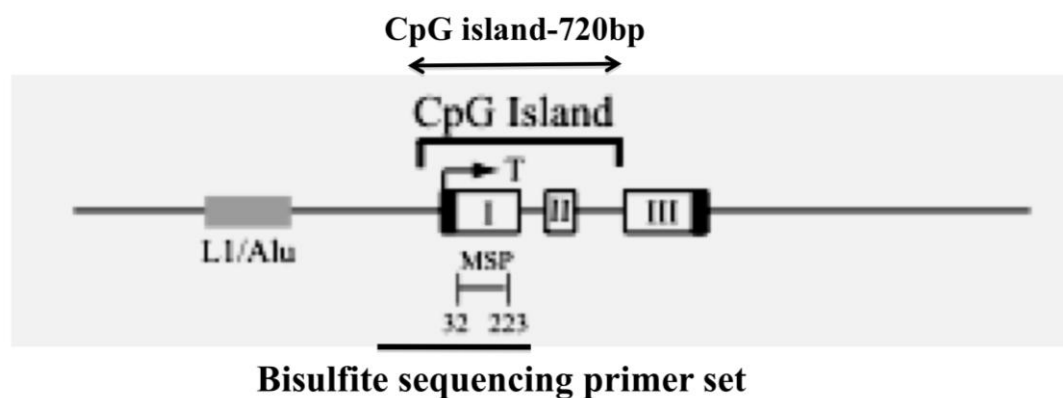 CpG island-720bp
CpG Island
T
I II III
L1/Alu
MSP
32 223
Bisulfite sequencing primer set